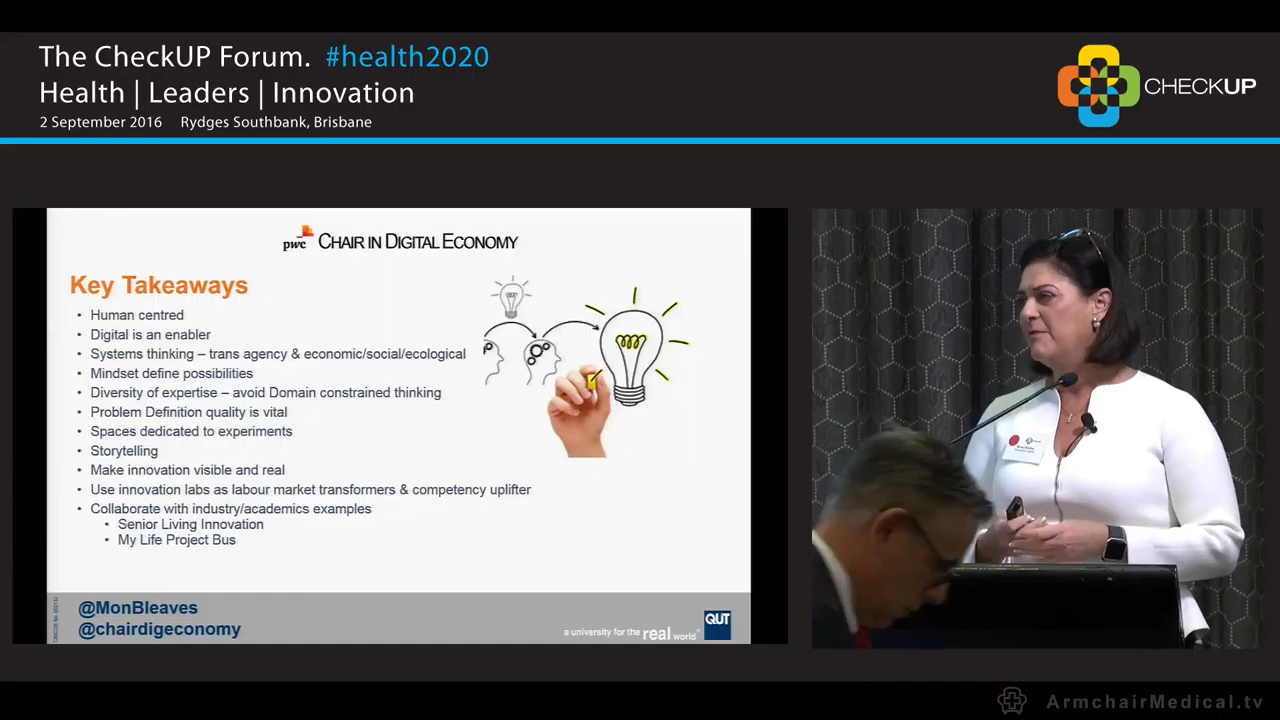 The CheckUP Forum. #health2020
Health | Leaders | Innovation
2 September 2016 Rydges Southbank, Brisbane
CHECKUP
pwc CHAIR IN DIGITAL ECONOMY
Key Takeaways
• Human centred
• Digital is an enabler
• Systems thinking – trans agency & economic/social/ecological
• Mindset define possibilities
• Diversity of expertise – avoid Domain constrained thinking
• Problem Definition quality is vital
• Spaces dedicated to experiments
• Storytelling
• Make innovation visible and real
• Use innovation labs as labour market transformers & competency uplifter
• Collaborate with industry/academics examples
• Senior Living Innovation
• My Life Project Bus
@MonBleaves
@chairdigeconomy
a university for the real world
QUT
ArmchairMedical.tv